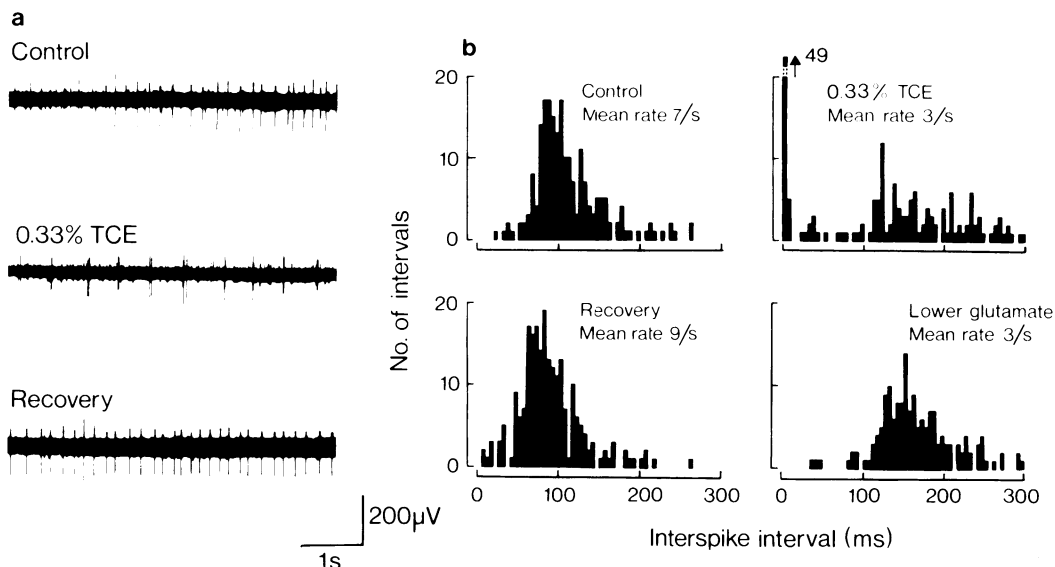 a
Control
0.33% TCE
Recovery
200µV
1s
b
No. of intervals
20
10
0
Control
Mean rate 7/s
49
0.33% TCE
Mean rate 3/s
20
10
0
Recovery
Mean rate 9/s
Lower glutamate
Mean rate 3/s
0 100 200 300
0 100 200 300
Interspike interval (ms)